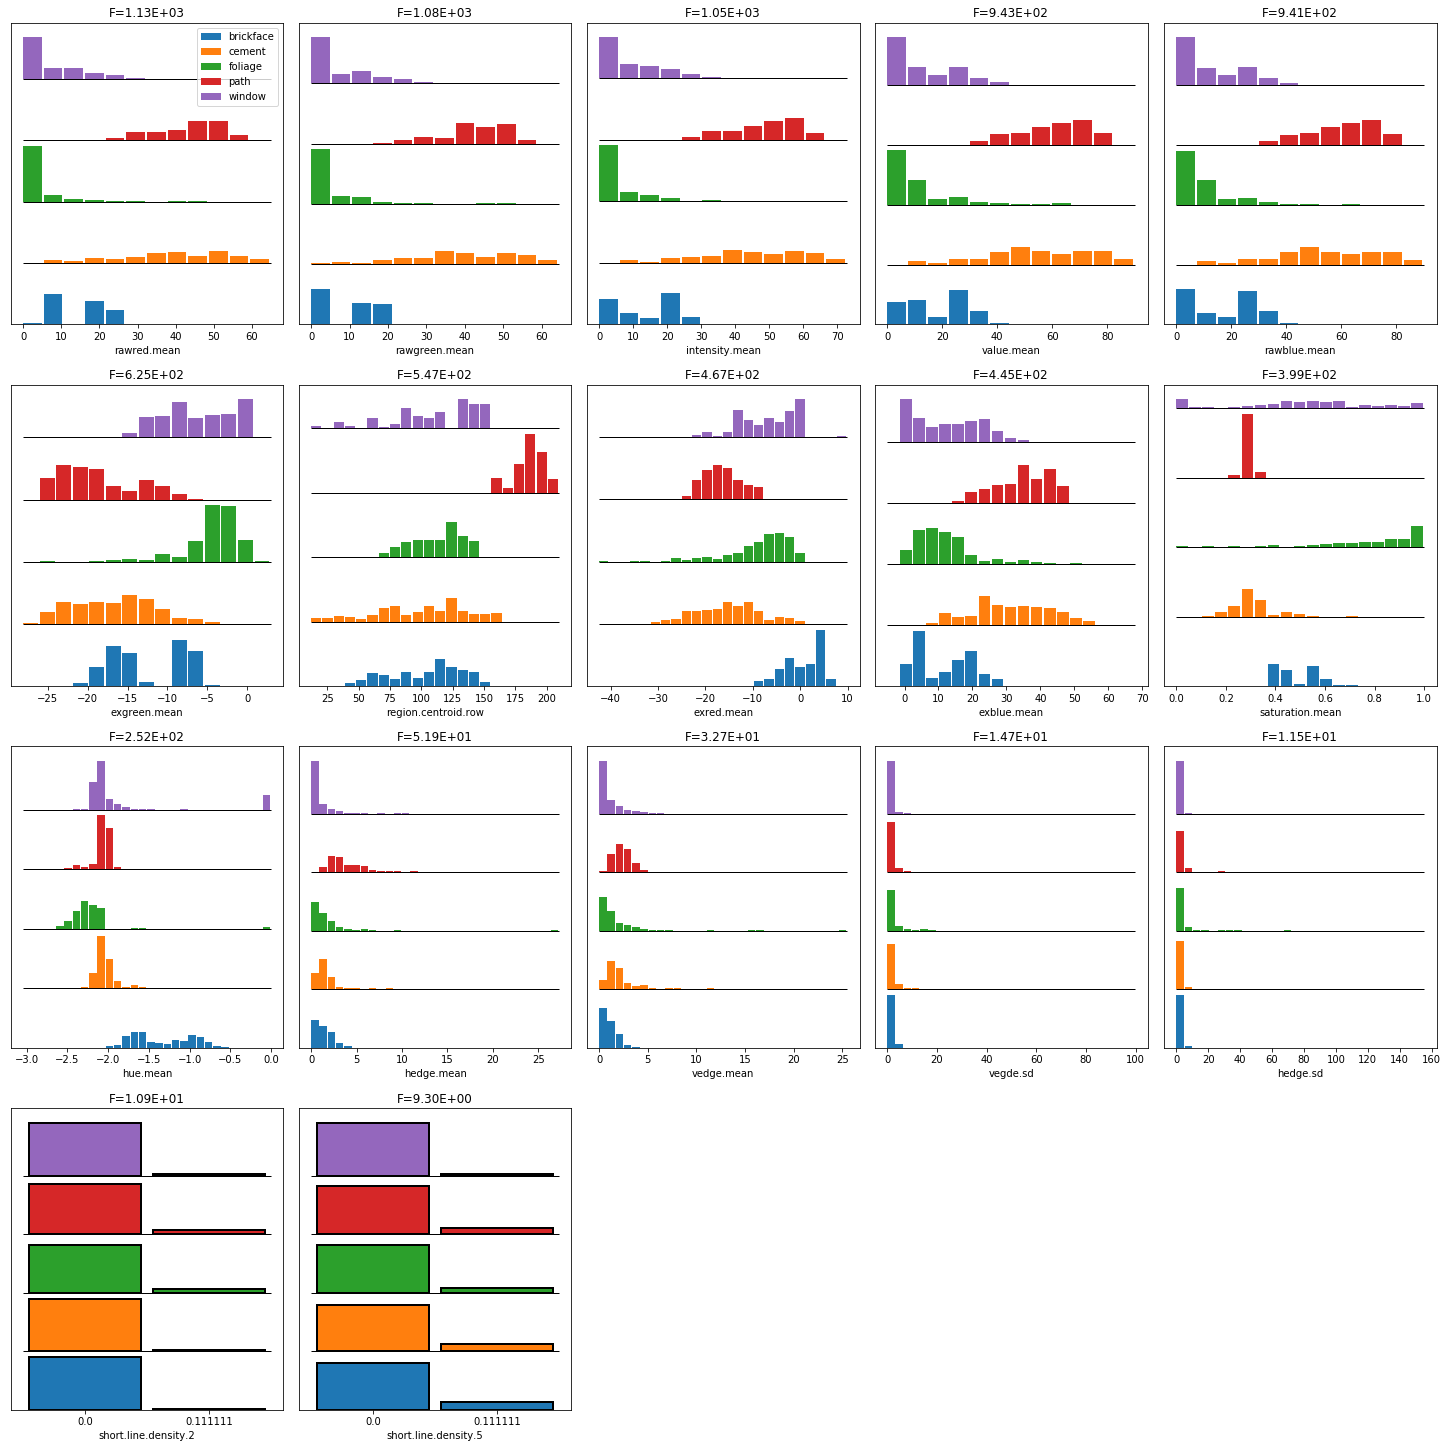 F=1.13E+03
F=1.08E+03
F=1.05E+03
F=9.43E+02
F=9.41E+02
brickface
cement
foliage
path
window
0 10 20 30 40 50 60
0 10 20 30 40 50 60
0 10 20 30 40 50 60 70
0 20 40 60 80
0 20 40 60 80
rawred.mean
rawgreen.mean
intensity.mean
value.mean
rawblue.mean
F=6.25E+02
F=5.47E+02
F=4.67E+02
F=4.45E+02
F=3.99E+02
−25 −20 −15 −10 −5 0
25 50 75 100 125 150 175 200
−40 −30 −20 −10 0 10
0 10 20 30 40 50 60 70
0.0 0.2 0.4 0.6 0.8 1.0
exgreen.mean
region.centroid.row
exred.mean
exblue.mean
saturation.mean
F=2.52E+02
F=5.19E+01
F=3.27E+01
F=1.47E+01
F=1.15E+01
−3.0 −2.5 −2.0 −1.5 −1.0 −0.5 0.0
0 5 10 15 20 25
0 5 10 15 20 25
0 20 40 60 80 100
0 20 40 60 80 100 120 140 160
hue.mean
hedge.mean
vedge.mean
vegde.sd
hedge.sd
F=1.09E+01
F=9.30E+00
0.0 0.111111
0.0 0.111111
short.line.density.2
short.line.density.5